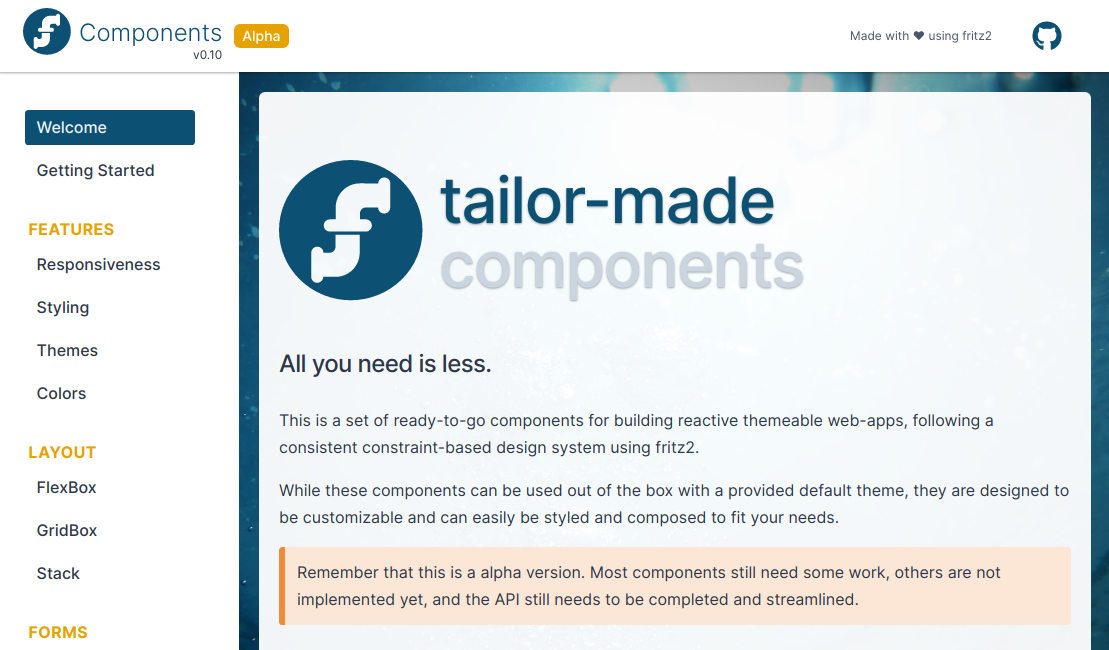 Components
v0.10
Alpha
Made with ♥ using fritz2
Welcome
Getting Started
FEATURES
Responsiveness
Styling
Themes
Colors
LAYOUT
FlexBox
GridBox
Stack
FORMS
tailor-made
components
All you need is less.
This is a set of ready-to-go components for building reactive themeable web-apps, following a
consistent constraint-based design system using fritz2.
While these components can be used out of the box with a provided default theme, they are designed to
be customizable and can easily be styled and composed to fit your needs.
Remember that this is a alpha version. Most components still need some work, others are not
implemented yet, and the API still needs to be completed and streamlined.